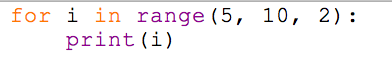 for i in range(5, 10, 2):
    print(i)